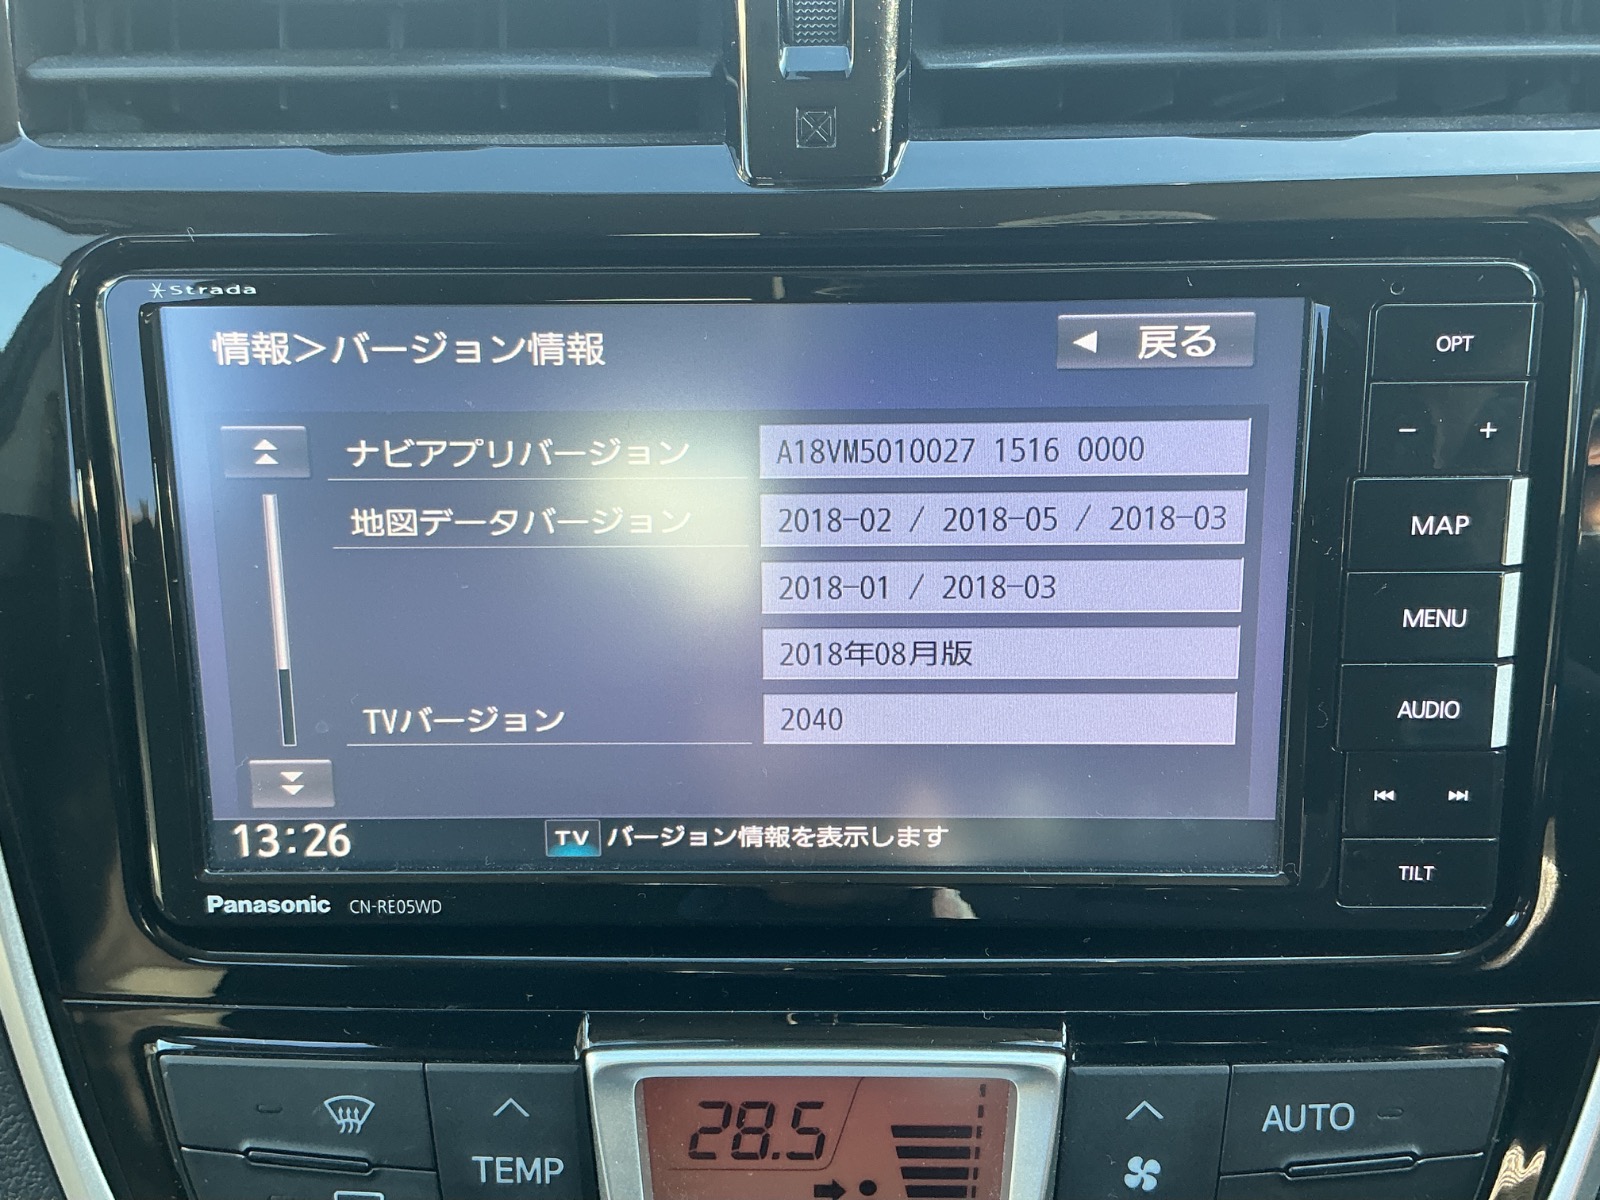 Strada
情報＞バージョン情報
◀ 戻る
ナビアプリバージョン A18VM5010027 1516 0000
地図データバージョン 2018-02 / 2018-05 / 2018-03
2018-01 / 2018-03
2018年08月版
TVバージョン 2040
13:26 TV バージョン情報を表示します
Panasonic CN-RE05WD
OPT
− +
MAP
MENU
AUDIO
TILT
28.5
TEMP
AUTO